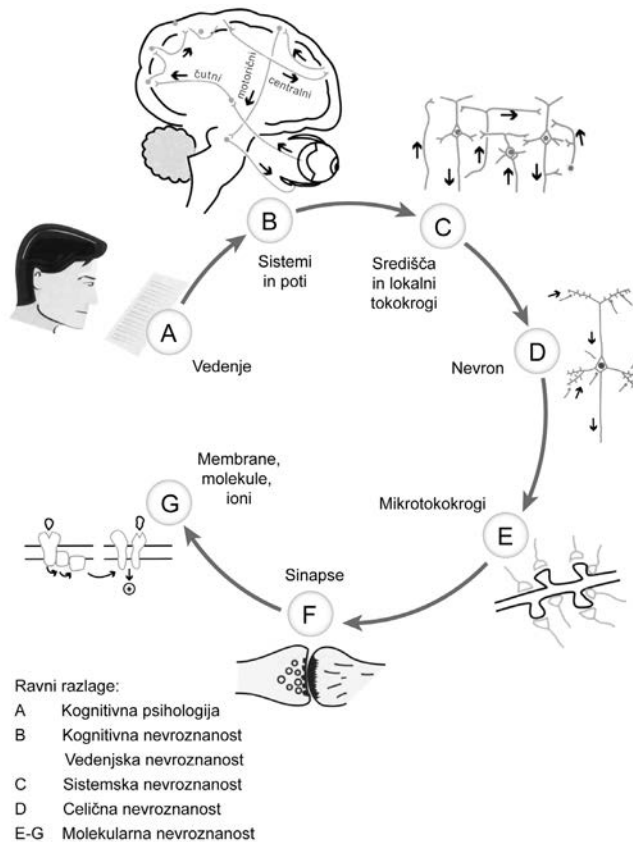 čutni
motorični
centralni
B
Sistemi
in poti
C
Središča
in lokalni
tokokrogi
A
Vedenje
D
Nevron
Membrane,
molekule,
ioni
G
Mikrotokokrogi
E
Sinapse
F
Ravni razlage:
A Kognitivna psihologija
B Kognitivna nevroznanost
Vedenjska nevroznanost
C Sistemska nevroznanost
D Celična nevroznanost
E-G Molekularna nevroznanost